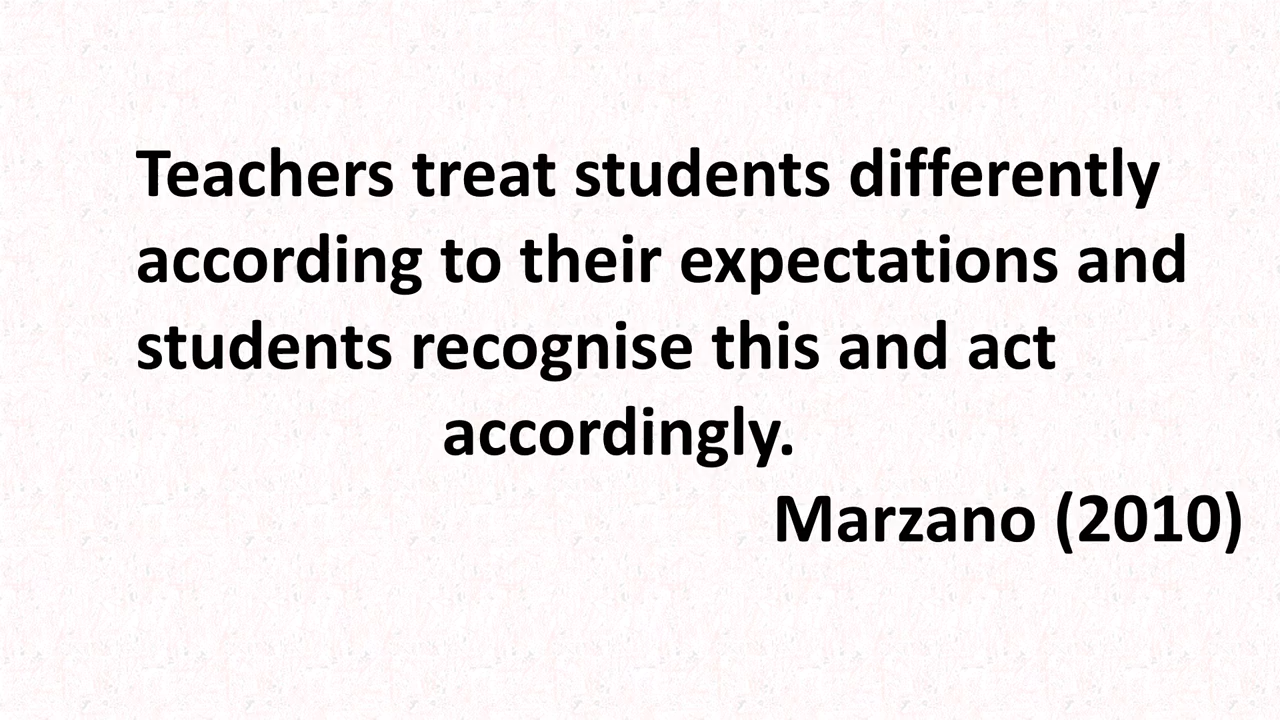 Teachers treat students differently
according to their expectations and
students recognise this and act
accordingly.
Marzano (2010)